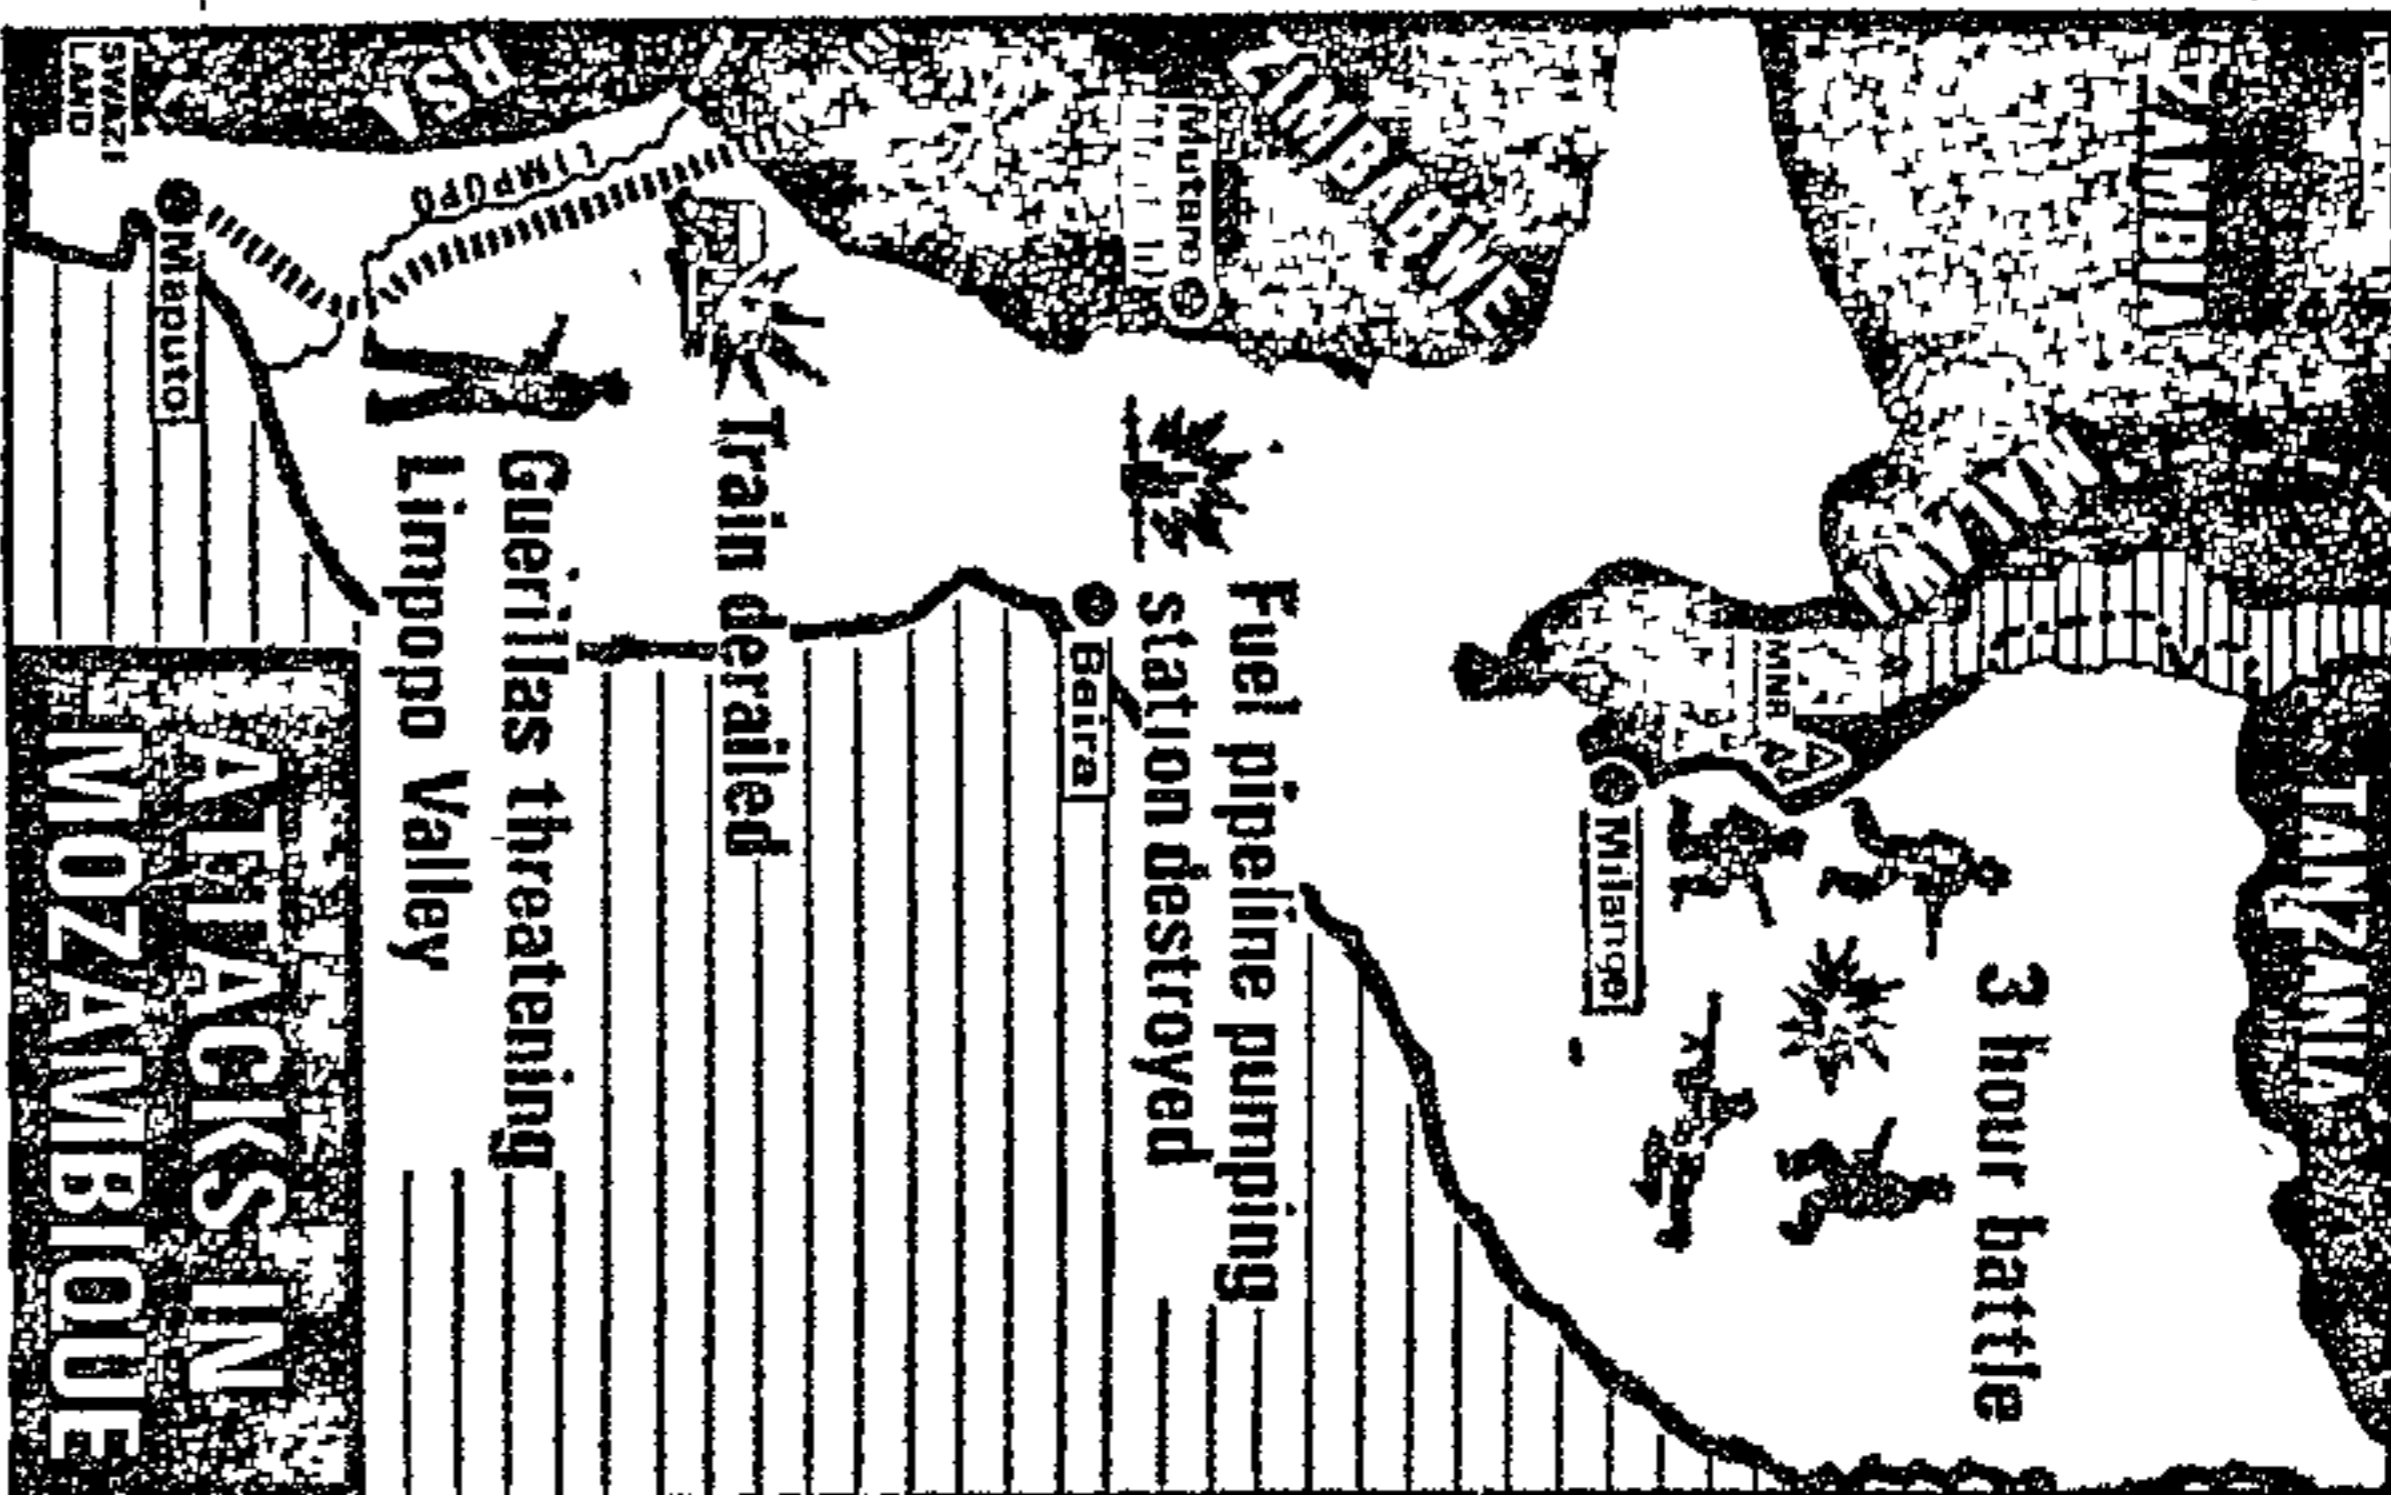 ZAMBIA
TANZANIA
MALAWI
3 hour battle
MNR
Milange
ZIMBABWE
Mutare
Fuel pipeline pumping
station destroyed
Beira
Train derailed
LIMPOPO
Guerillas threatening
Limpopo Valley
RSA
Maputo
SWAZI
LAND
ATTACKS IN
MOZAMBIQUE